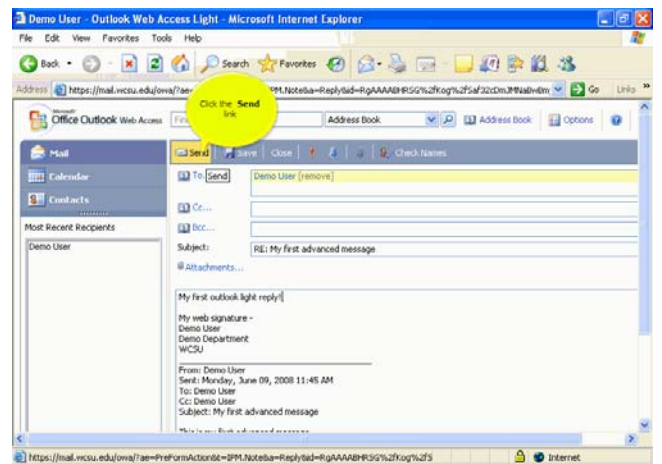 Demo User - Outlook Web Access Light - Microsoft Internet Explorer
File Edit View Favorites Tools Help
Back Search Favorites
Address https://mail.wcsu.edu/owa/?ae= Go Links »
Click the Send
link
Microsoft
Office Outlook Web Access
Address Book Address Book Options
Mail
Send Save Close Check Names
Calendar
To Send Demo User [remove]
Contacts
Cc...
Most Recent Recipients
Bcc...
Demo User
Subject: RE: My first advanced message
Attachments...
My first outlook light reply!
My web signature -
Demo User
Demo Department
WCSU
From: Demo User
Sent: Monday, June 09, 2008 11:45 AM
To: Demo User
Cc: Demo User
Subject: My first advanced message
Internet